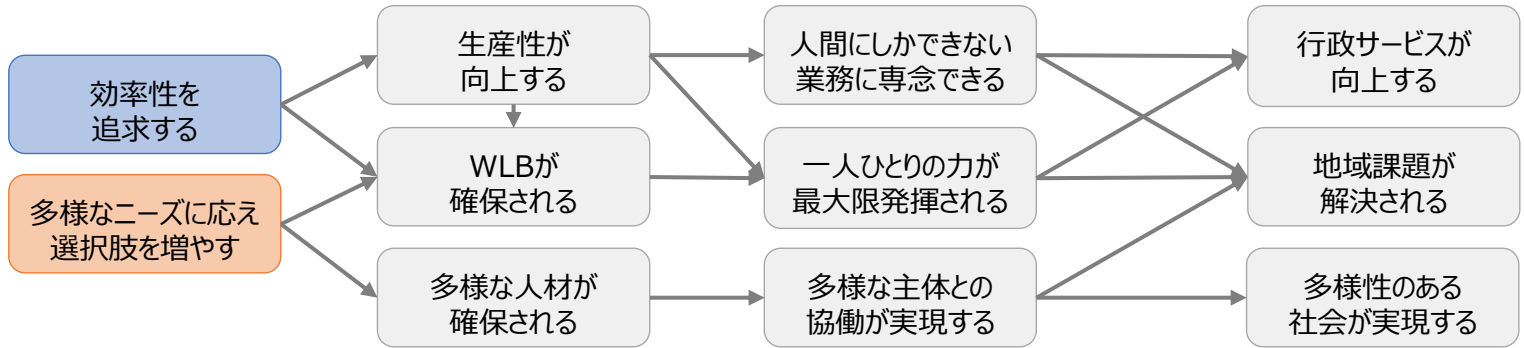 効率性を
追求する
多様なニーズに応え
選択肢を増やす
生産性が
向上する
WLBが
確保される
多様な人材が
確保される
人間にしかできない
業務に専念できる
一人ひとりの力が
最大限発揮される
多様な主体との
協働が実現する
行政サービスが
向上する
地域課題が
解決される
多様性のある
社会が実現する